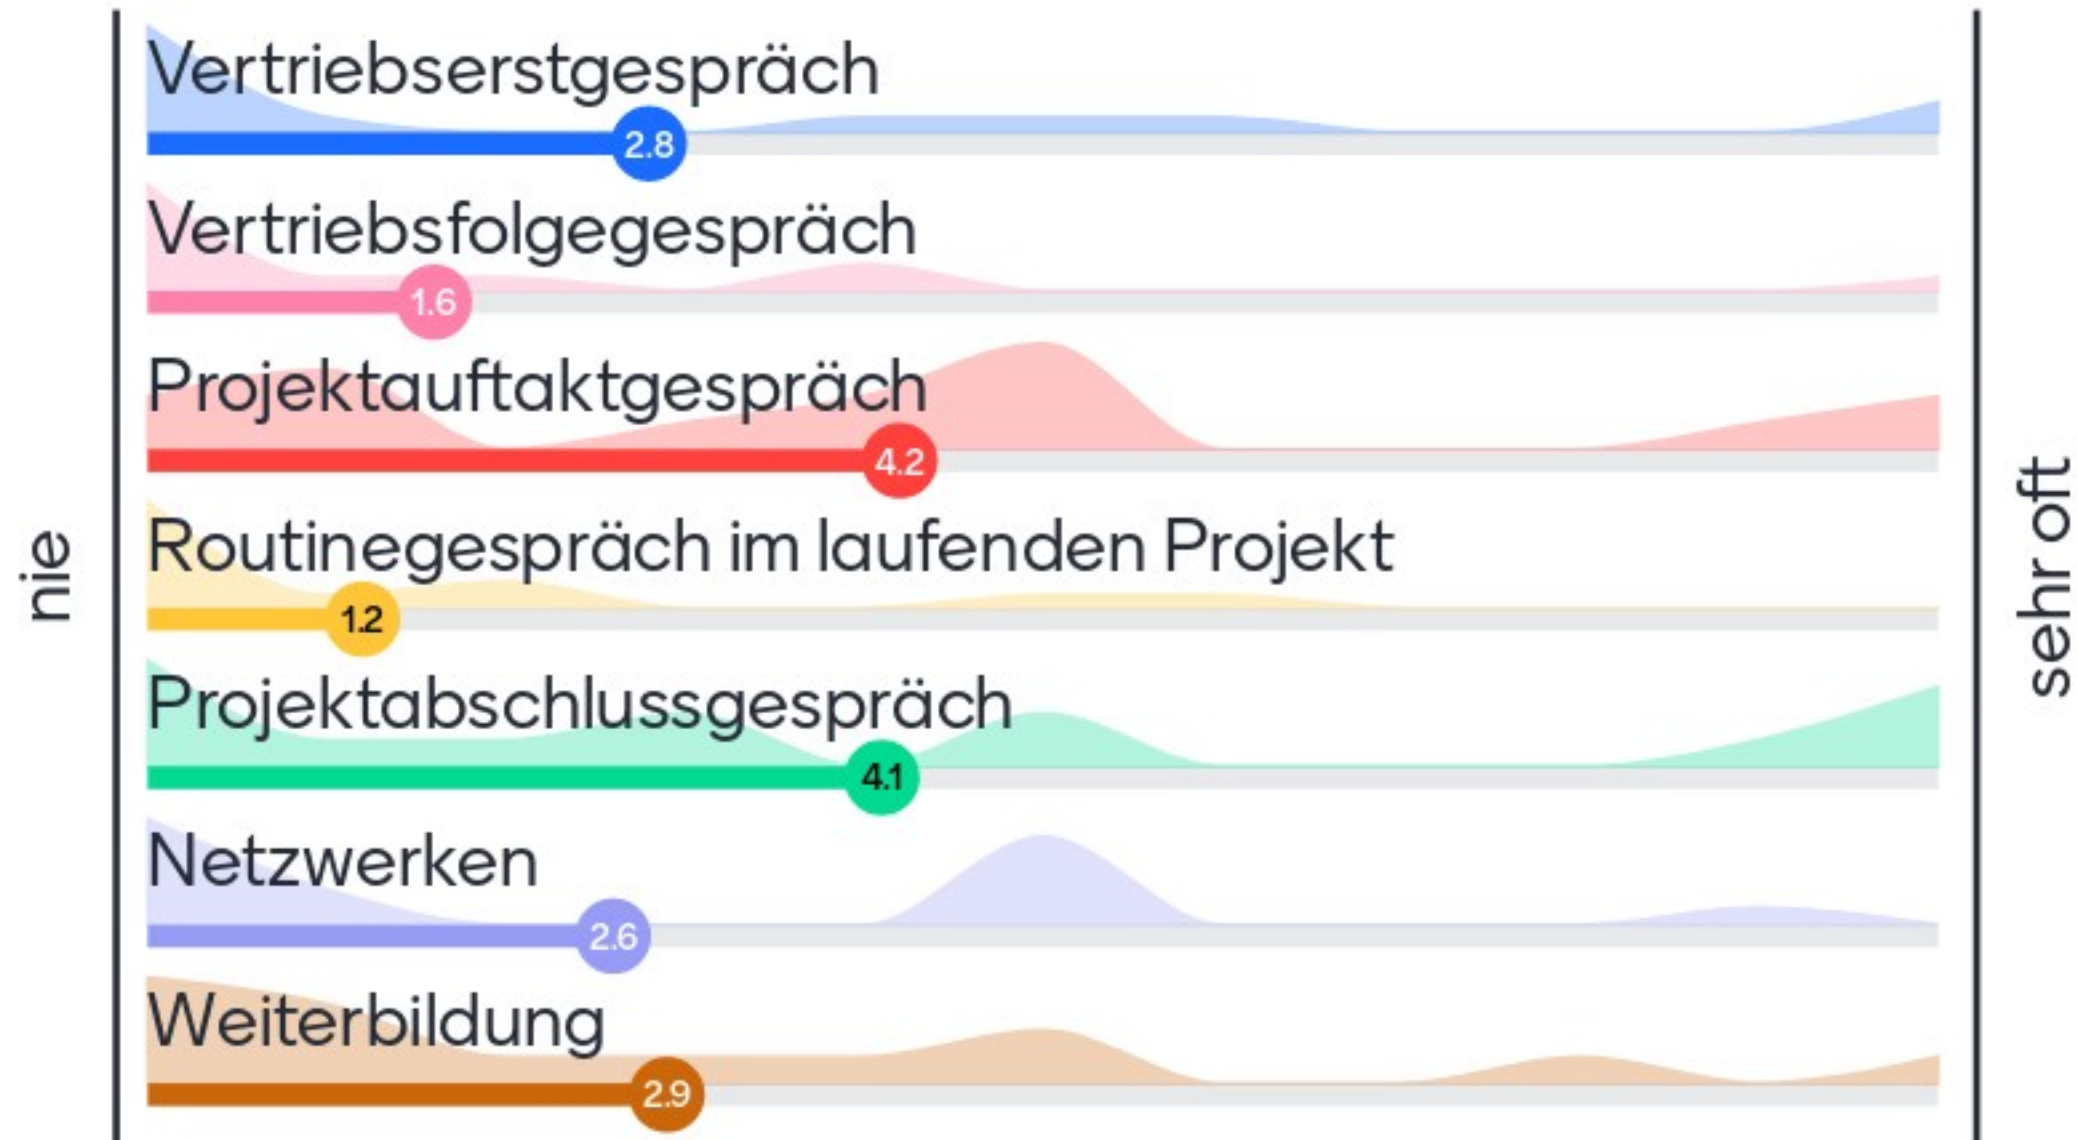 Vertriebserstgespräch
2.8
Vertriebsfolgegespräch
1.6
Projektauftaktgespräch
4.2
nie
Routinegespräch im laufenden Projekt
1.2
sehr oft
Projektabschlussgespräch
4.1
Netzwerken
2.6
Weiterbildung
2.9